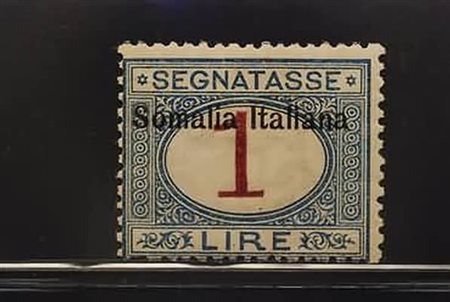 SEGNATASSE
Somalia Italiana
1
LIRE